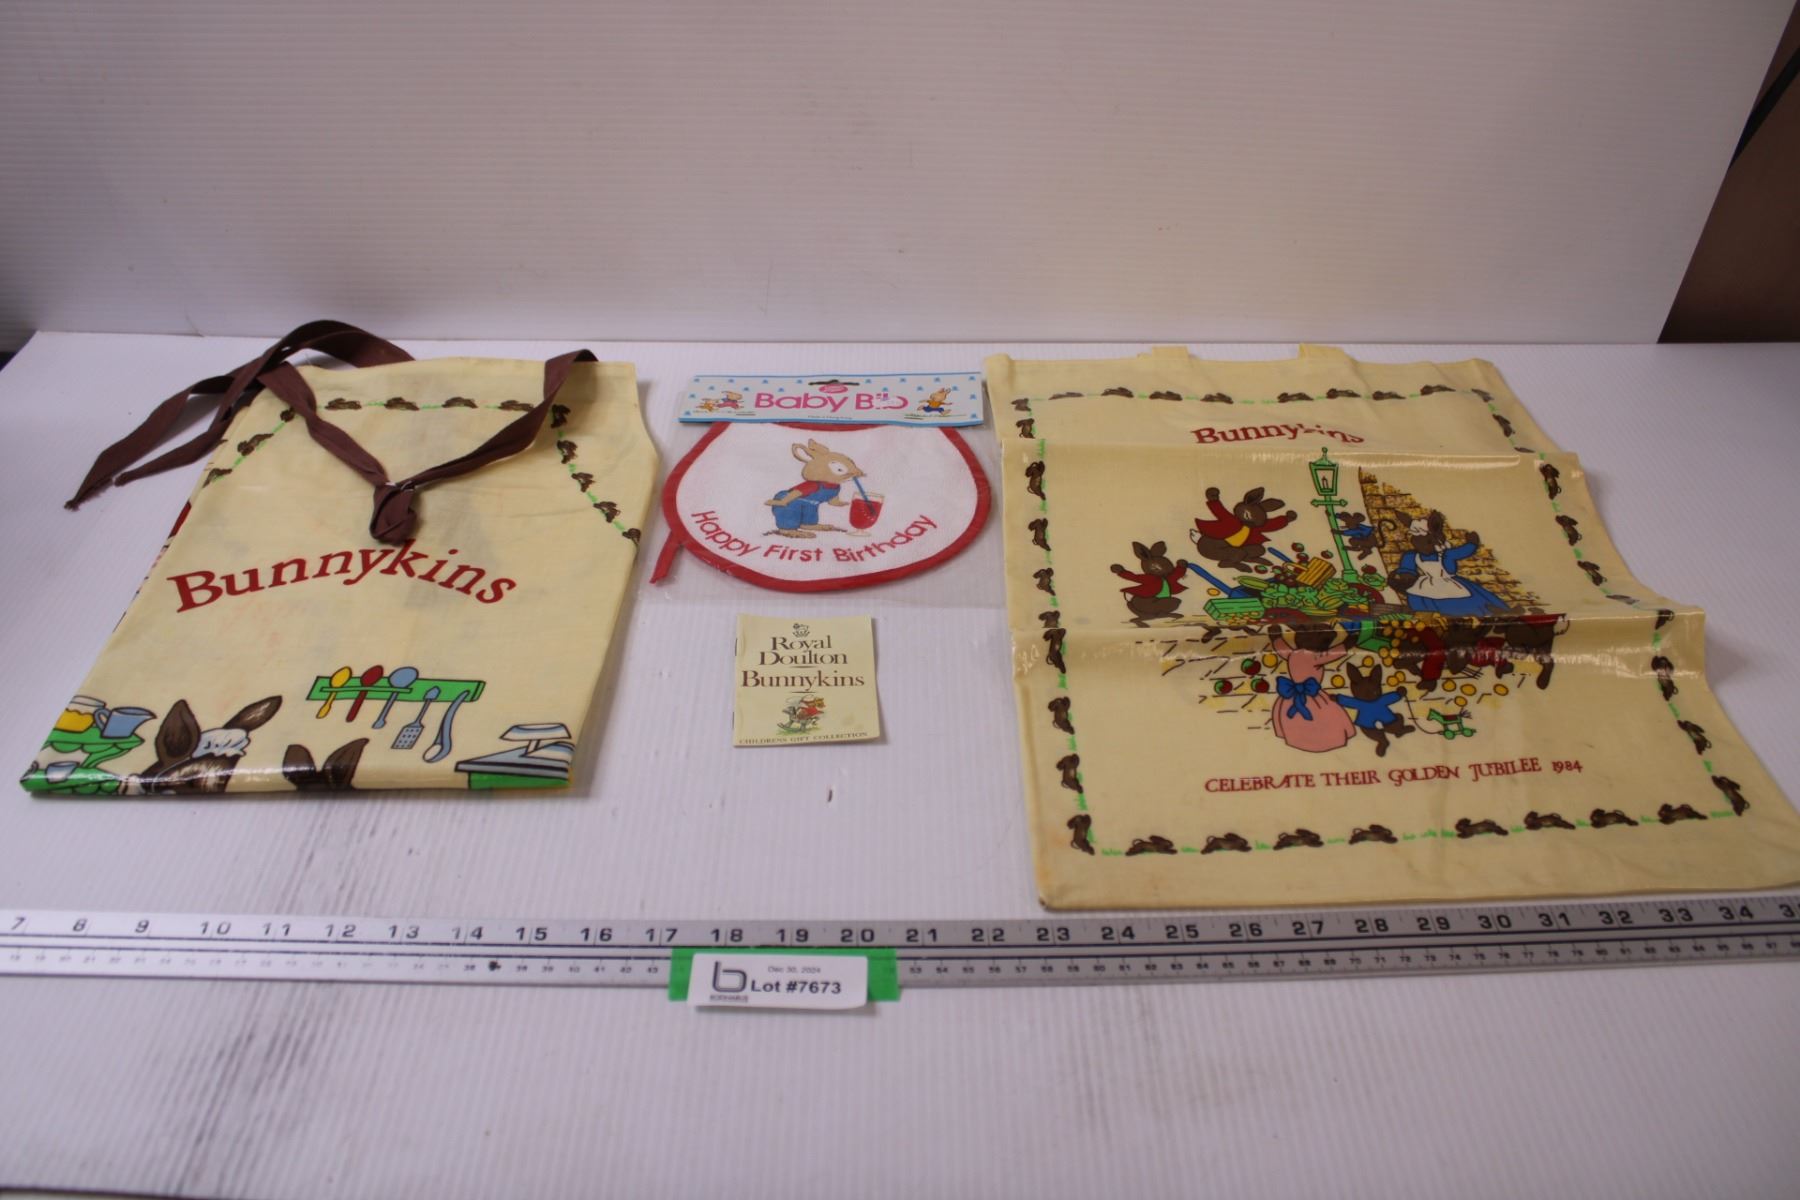 Bunnykins
Baby Bib
Happy First Birthday
Royal
Doulton
Bunnykins
CHILDRENS GIFT COLLECTION
Bunnykins
CELEBRATE THEIR GOLDEN JUBILEE 1984
7 8 9 10 11 12 13 14 15 16 17 18 19 20 21 22 23 24 25 26 27 28 29 30 31 32 33 34
Dec 30, 2024
b Lot #7673